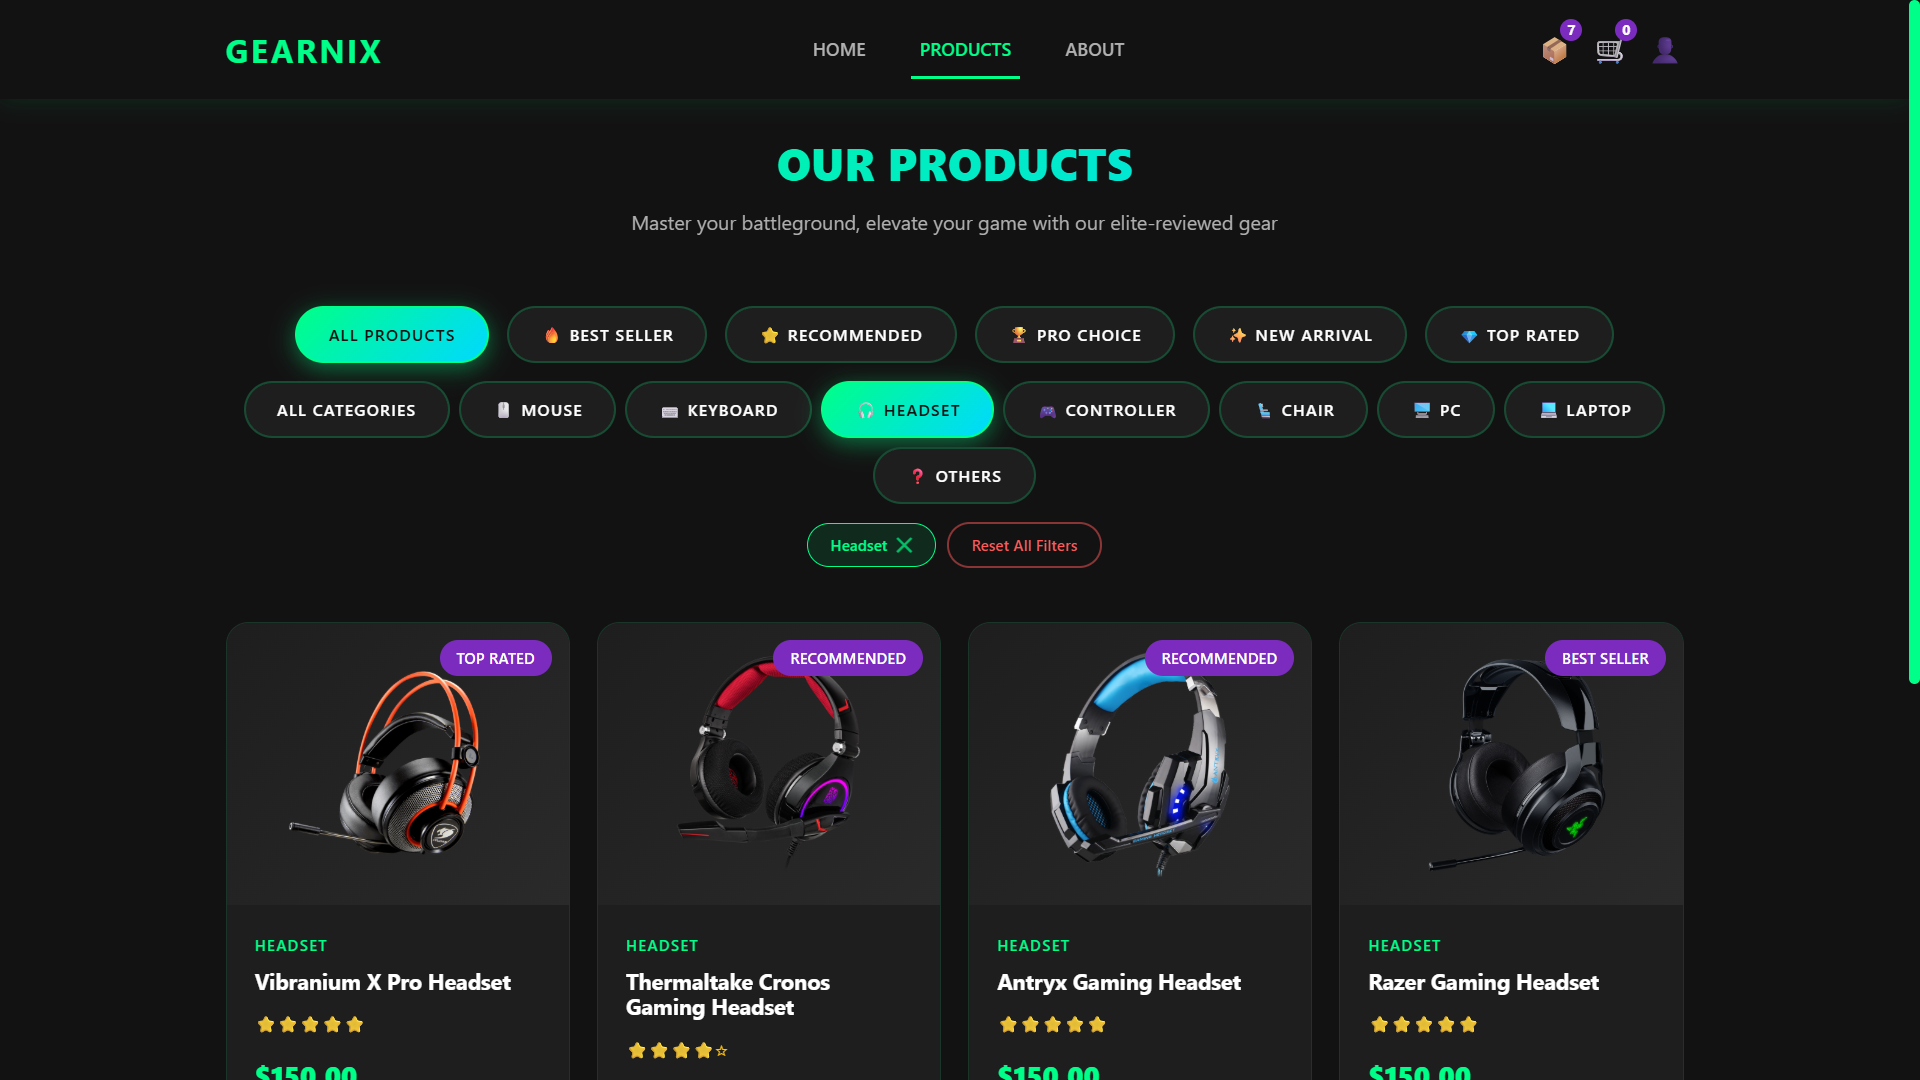 GEARNIX
HOME PRODUCTS ABOUT
7 0
OUR PRODUCTS
Master your battleground, elevate your game with our elite-reviewed gear
ALL PRODUCTS BEST SELLER RECOMMENDED PRO CHOICE NEW ARRIVAL TOP RATED
ALL CATEGORIES MOUSE KEYBOARD HEADSET CONTROLLER CHAIR PC LAPTOP
OTHERS
Headset Reset All Filters
TOP RATED
HEADSET
Vibranium X Pro Headset
$150.00
RECOMMENDED
HEADSET
Thermaltake Cronos
Gaming Headset
RECOMMENDED
HEADSET
Antryx Gaming Headset
$150.00
BEST SELLER
HEADSET
Razer Gaming Headset
$150.00